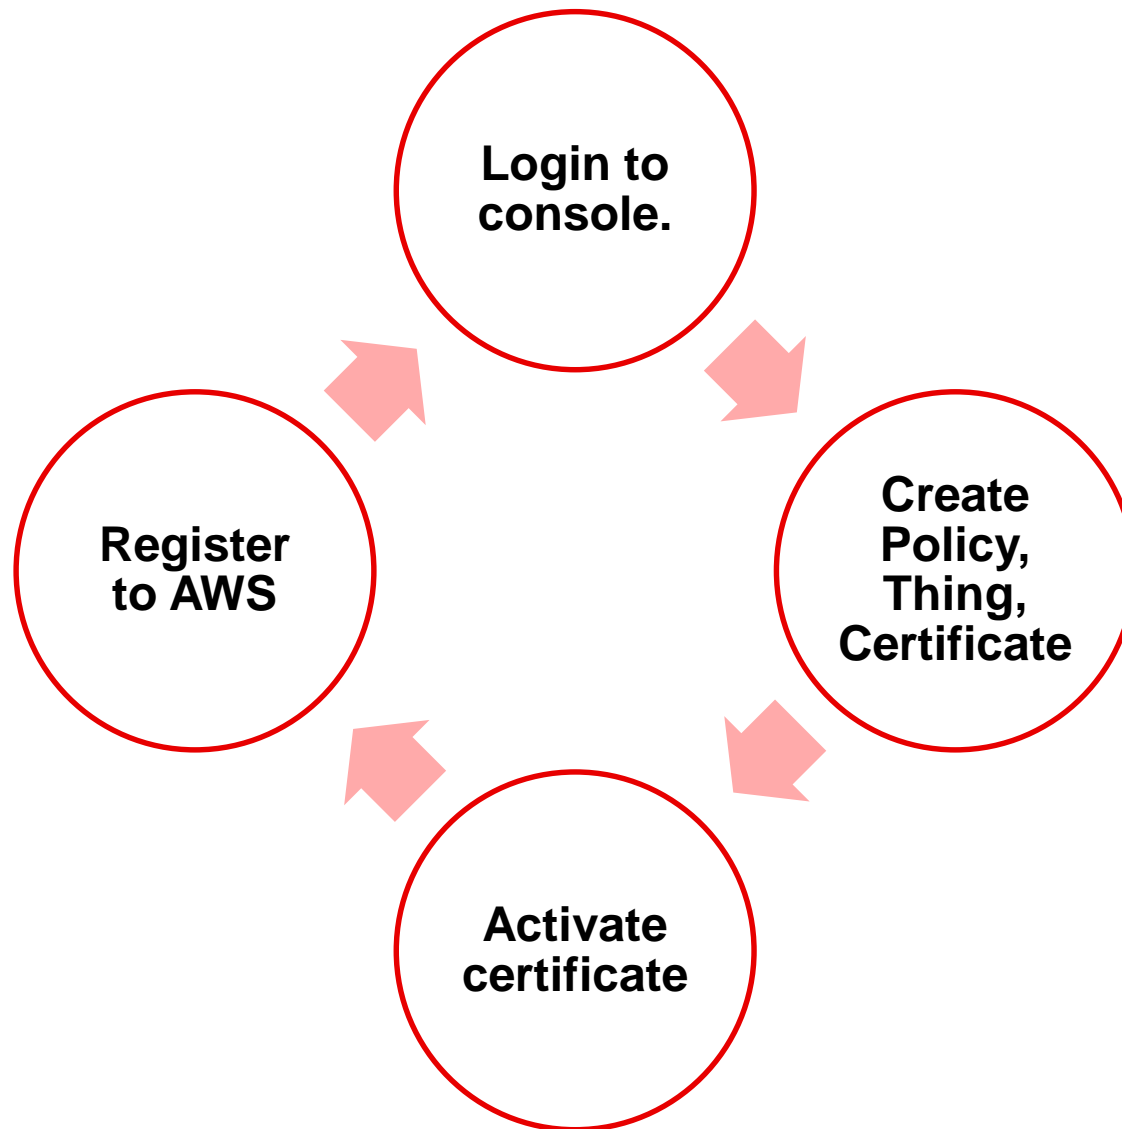 Login to
console.
Create
Policy,
Thing,
Certificate
Activate
certificate
Register
to AWS